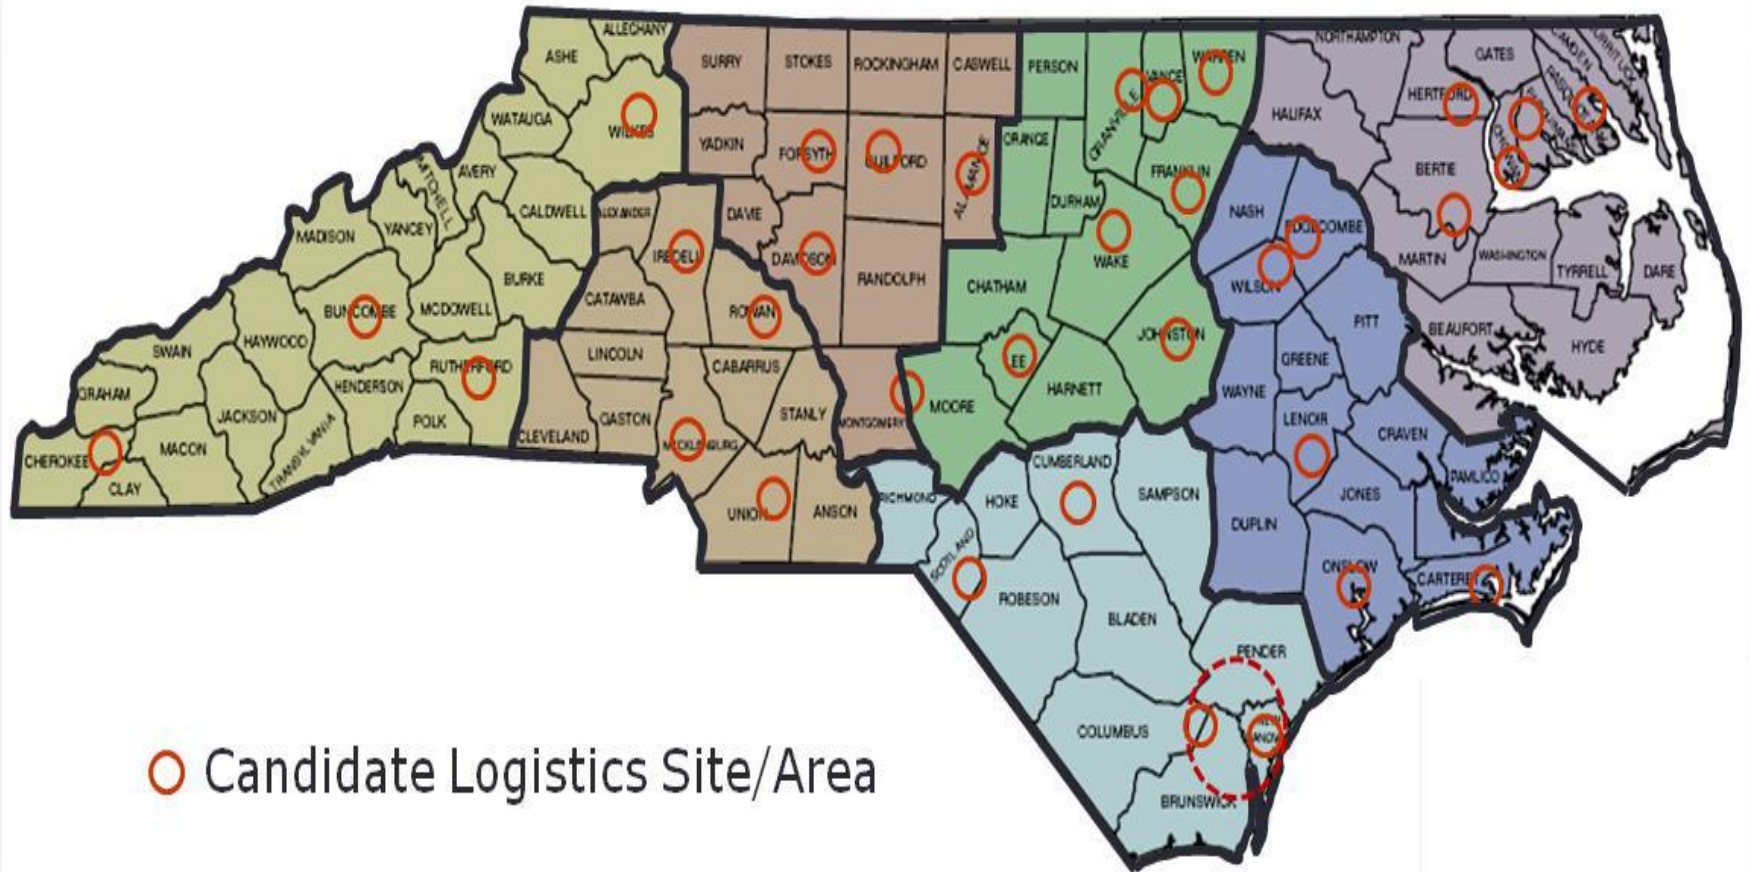 ALLEGHANY
ASHE
SURRY
STOKES
ROCKINGHAM
CASWELL
PERSON
GRANVILLE
VANCE
WARREN
NORTHAMPTON
GATES
CAMDEN
CURRITUCK
WATAUGA
WILKES
YADKIN
FORSYTH
GUILFORD
ALAMANCE
ORANGE
DURHAM
FRANKLIN
HALIFAX
HERTFORD
CHOWAN
MITCHELL
AVERY
CALDWELL
ALEXANDER
DAVIE
NASH
EDGECOMBE
BERTIE
MADISON
YANCEY
IREDELL
DAVIDSON
RANDOLPH
CHATHAM
WAKE
WILSON
MARTIN
WASHINGTON
TYRRELL
DARE
BURKE
CATAWBA
BUNCOMBE
MCDOWELL
ROWAN
JOHNSTON
PITT
BEAUFORT
HYDE
SWAIN
HAYWOOD
RUTHERFORD
LINCOLN
CABARRUS
LEE
HARNETT
WAYNE
GREENE
GRAHAM
JACKSON
HENDERSON
POLK
GASTON
STANLY
MONTGOMERY
MOORE
LENOIR
CRAVEN
CHEROKEE
MACON
CLAY
TRANSYLVANIA
CLEVELAND
MECKLENBURG
UNION
ANSON
RICHMOND
HOKE
CUMBERLAND
SAMPSON
DUPLIN
JONES
PAMLICO
SCOTLAND
ROBESON
BLADEN
ONSLOW
CARTERET
PENDER
COLUMBUS
NEW
BRUNSWICK
Candidate Logistics Site/Area